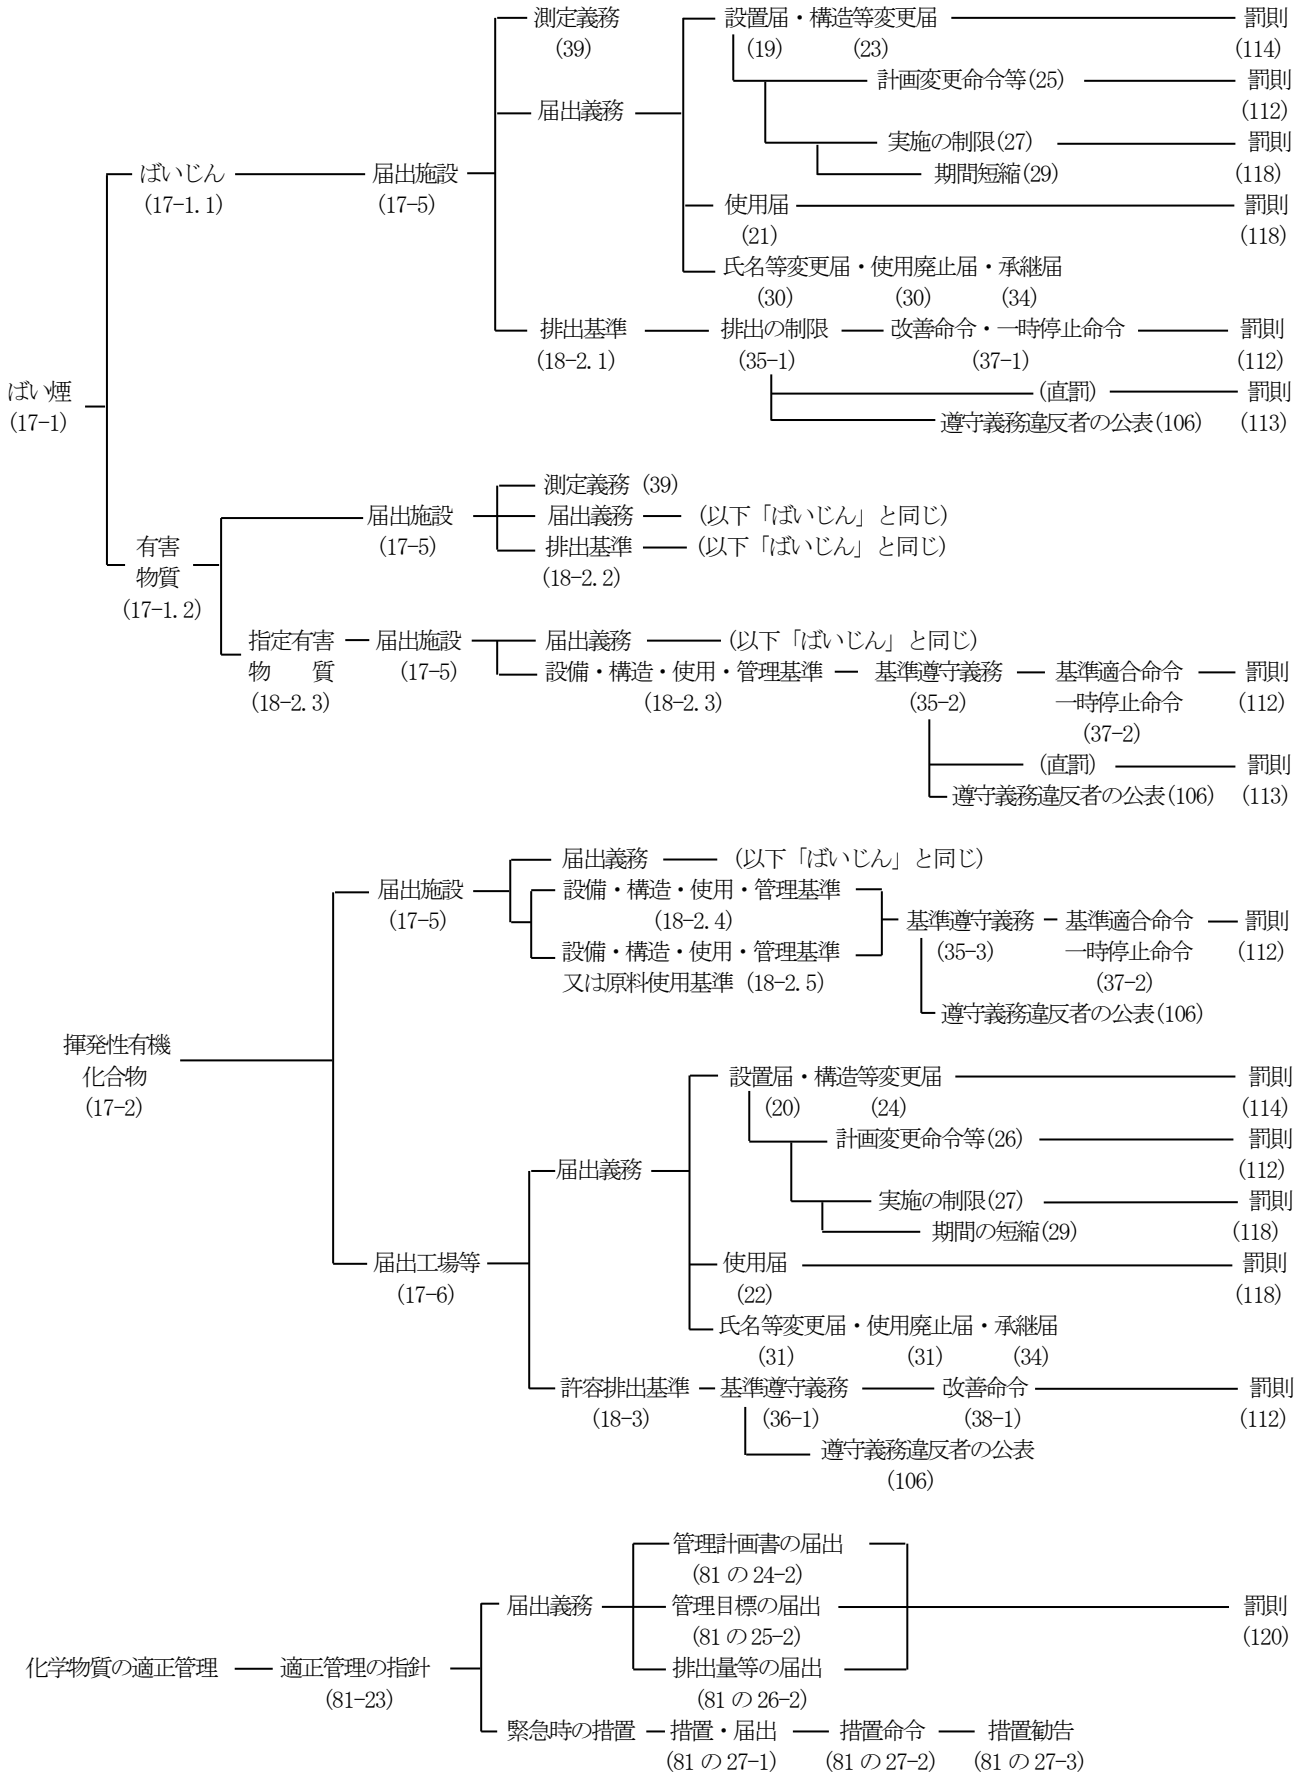 測定義務 設置届・構造等変更届 罰則
(39) (19) (23) (114)
計画変更命令等(25) 罰則
届出義務 (112)
実施の制限(27) 罰則
ばいじん 届出施設 期間短縮(29) (118)
(17-1.1) (17-5) 使用届 罰則
(21) (118)
氏名等変更届・使用廃止届・承継届
(30) (30) (34)
排出基準 排出の制限 改善命令・一時停止命令 罰則
(18-2.1) (35-1) (37-1) (112)
ばい煙 (直罰) 罰則
(17-1) 遵守義務違反者の公表(106) (113)
測定義務 (39)
届出施設 届出義務 (以下「ばいじん」と同じ)
有害 (17-5) 排出基準 (以下「ばいじん」と同じ)
物質 (18-2.2)
(17-1.2)
指定有害 届出施設 届出義務 (以下「ばいじん」と同じ)
物　質 (17-5) 設備・構造・使用・管理基準 基準遵守義務 基準適合命令 罰則
(18-2.3) (18-2.3) (35-2) 一時停止命令 (112)
(37-2)
(直罰) 罰則
遵守義務違反者の公表(106) (113)
届出義務 (以下「ばいじん」と同じ)
届出施設 設備・構造・使用・管理基準
(17-5) (18-2.4) 基準遵守義務 基準適合命令 罰則
設備・構造・使用・管理基準 (35-3) 一時停止命令 (112)
又は原料使用基準 (18-2.5) (37-2)
遵守義務違反者の公表(106)
揮発性有機
化合物 設置届・構造等変更届 罰則
(17-2) (20) (24) (114)
計画変更命令等(26) 罰則
届出義務 (112)
実施の制限(27) 罰則
期間の短縮(29) (118)
届出工場等 使用届 罰則
(17-6) (22) (118)
氏名等変更届・使用廃止届・承継届
(31) (31) (34)
許容排出基準 基準遵守義務 改善命令 罰則
(18-3) (36-1) (38-1) (112)
遵守義務違反者の公表
(106)
管理計画書の届出
(81 の 24-2)
届出義務 管理目標の届出 罰則
(81 の 25-2) (120)
化学物質の適正管理 適正管理の指針 排出量等の届出
(81-23) (81 の 26-2)
緊急時の措置 措置・届出 措置命令 措置勧告
(81 の 27-1) (81 の 27-2) (81 の 27-3)